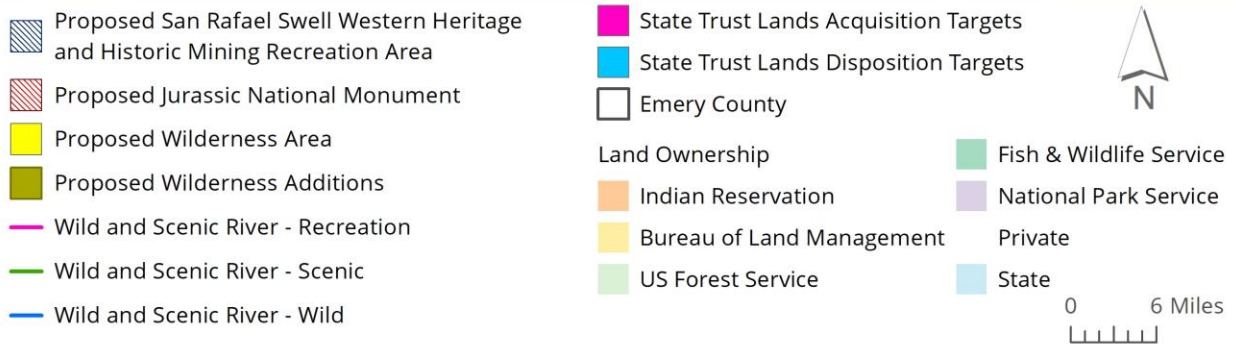 Proposed San Rafael Swell Western Heritage
and Historic Mining Recreation Area
Proposed Jurassic National Monument
Proposed Wilderness Area
Proposed Wilderness Additions
Wild and Scenic River - Recreation
Wild and Scenic River - Scenic
Wild and Scenic River - Wild
State Trust Lands Acquisition Targets
State Trust Lands Disposition Targets
Emery County
Land Ownership
Indian Reservation
Bureau of Land Management
US Forest Service
Fish & Wildlife Service
National Park Service
Private
State
N
0 6 Miles